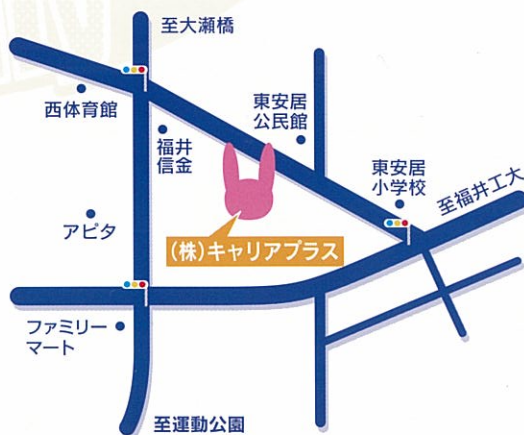 至大瀬橋
西体育館
福井
信金
東安居
公民館
東安居
小学校
至福井工大
アピタ
(株)キャリアプラス
ファミリー
マート
至運動公園